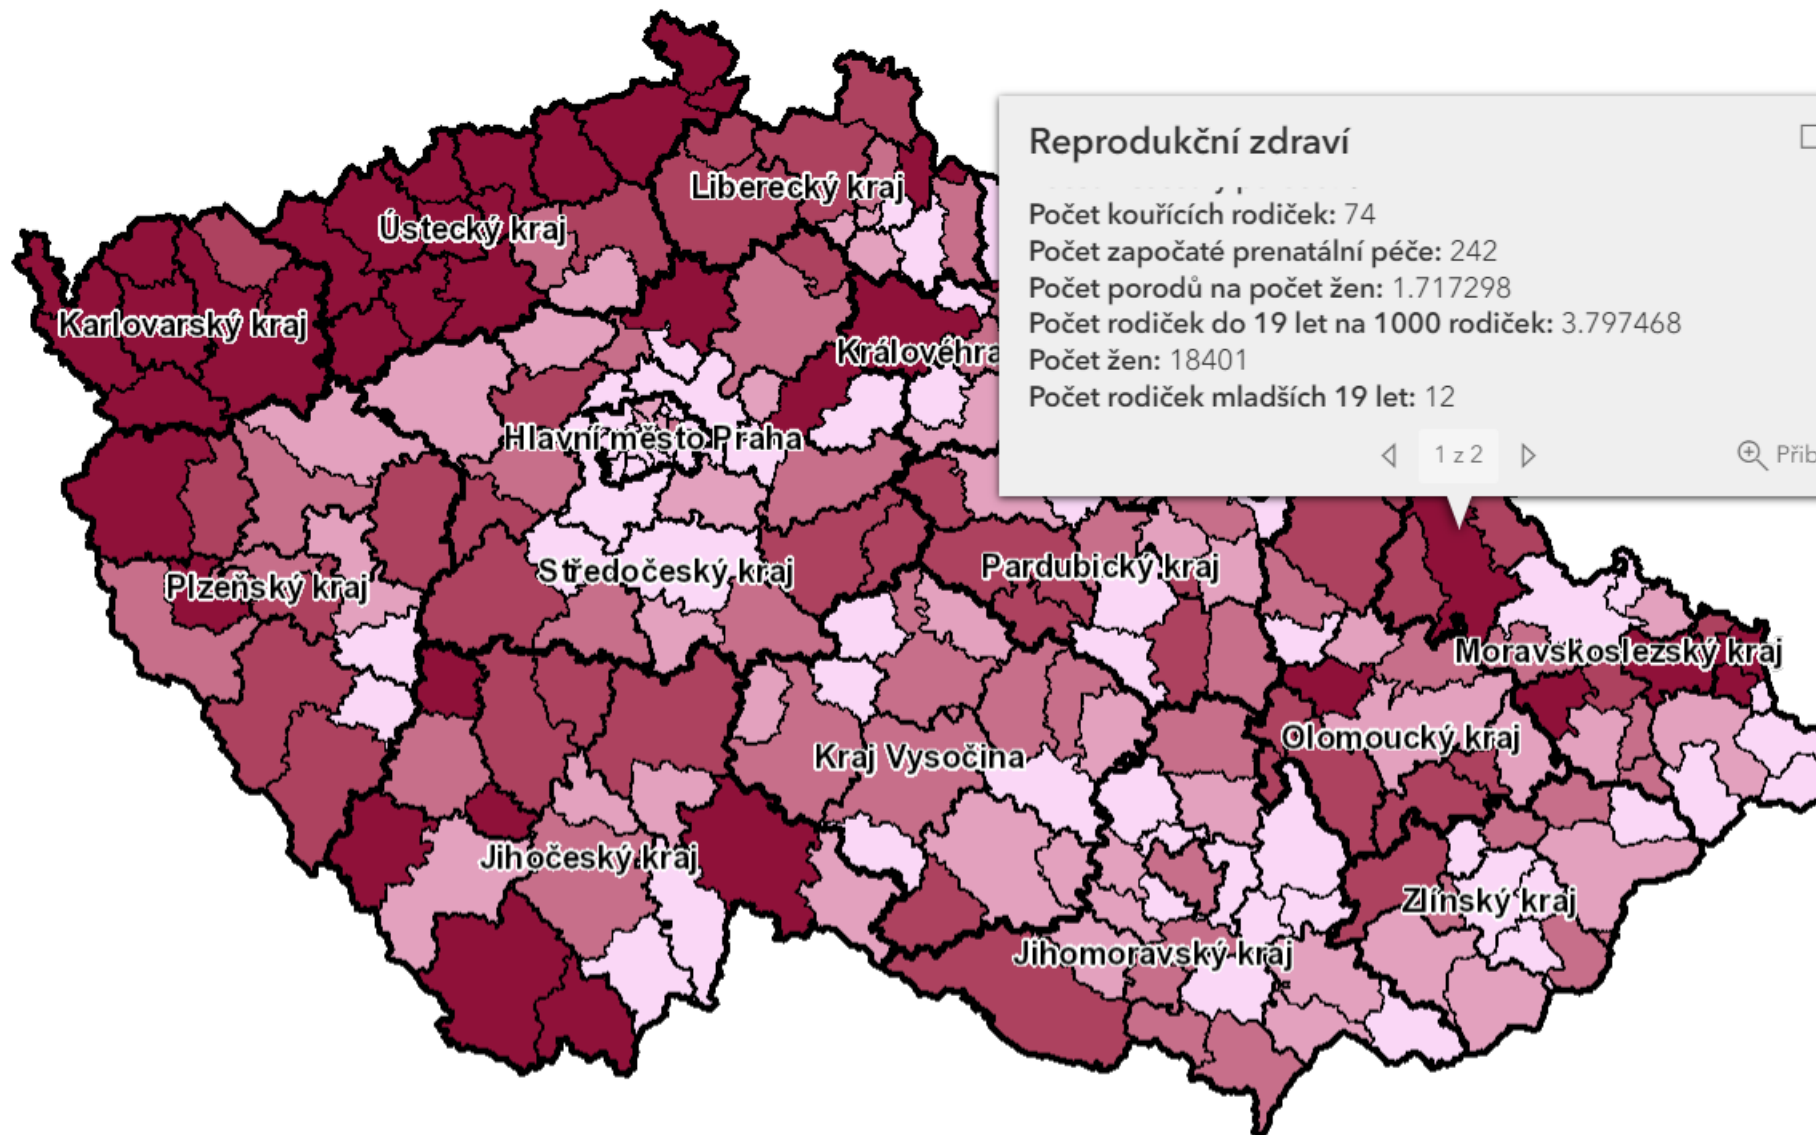 Reprodukční zdraví
Počet kouřících rodiček: 74
Počet započaté prenatální péče: 242
Počet porodů na počet žen: 1.717298
Počet rodiček do 19 let na 1000 rodiček: 3.797468
Počet žen: 18401
Počet rodiček mladších 19 let: 12
1 z 2
Přib
Liberecký kraj
Ústecký kraj
Karlovarský kraj
Královéhra
Hlavní město Praha
Středočeský kraj
Pardubický kraj
Plzeňský kraj
Moravskoslezský kraj
Olomoucký kraj
Kraj Vysočina
Jihočeský kraj
Zlínský kraj
Jihomoravský kraj